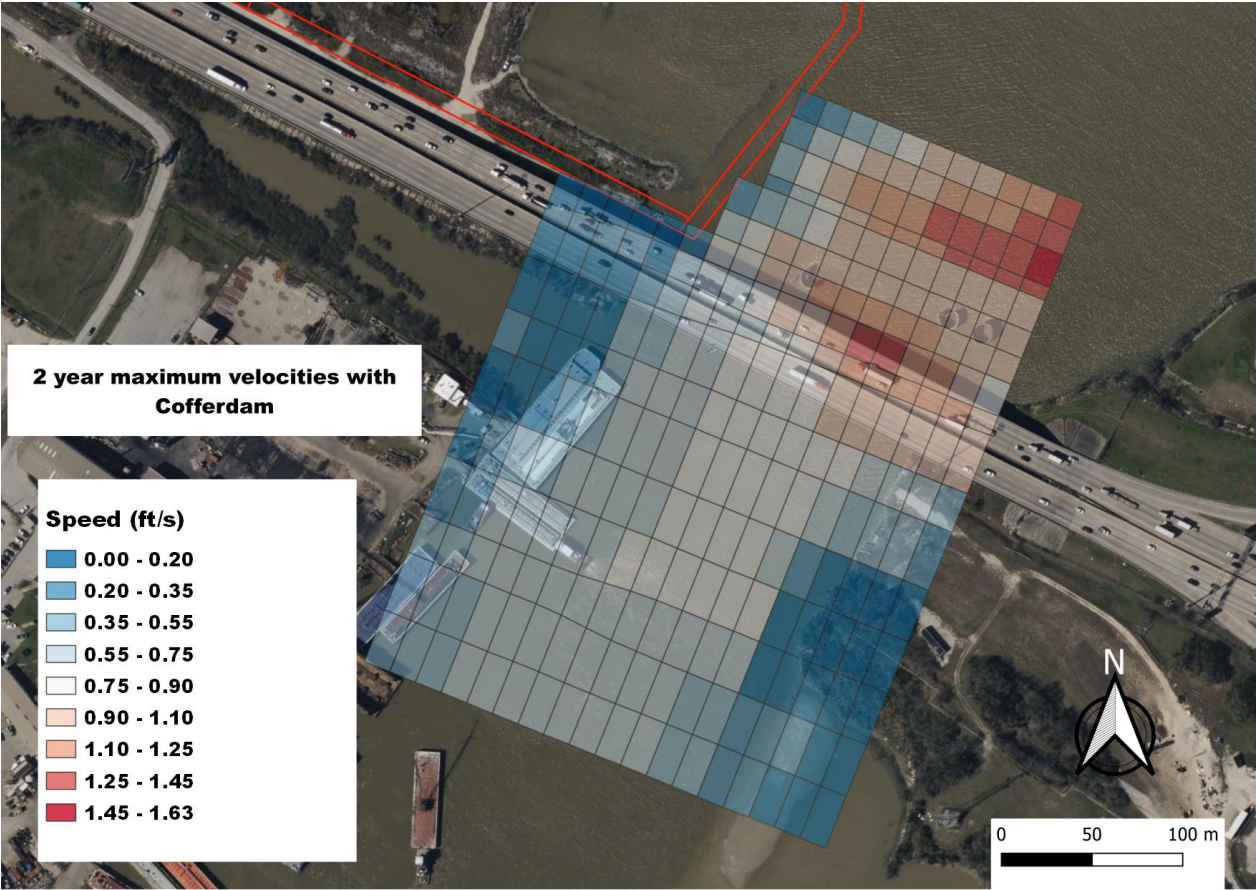 2 year maximum velocities with
Cofferdam
Speed (ft/s)
0.00 - 0.20
0.20 - 0.35
0.35 - 0.55
0.55 - 0.75
0.75 - 0.90
0.90 - 1.10
1.10 - 1.25
1.25 - 1.45
1.45 - 1.63
N
0 50 100 m